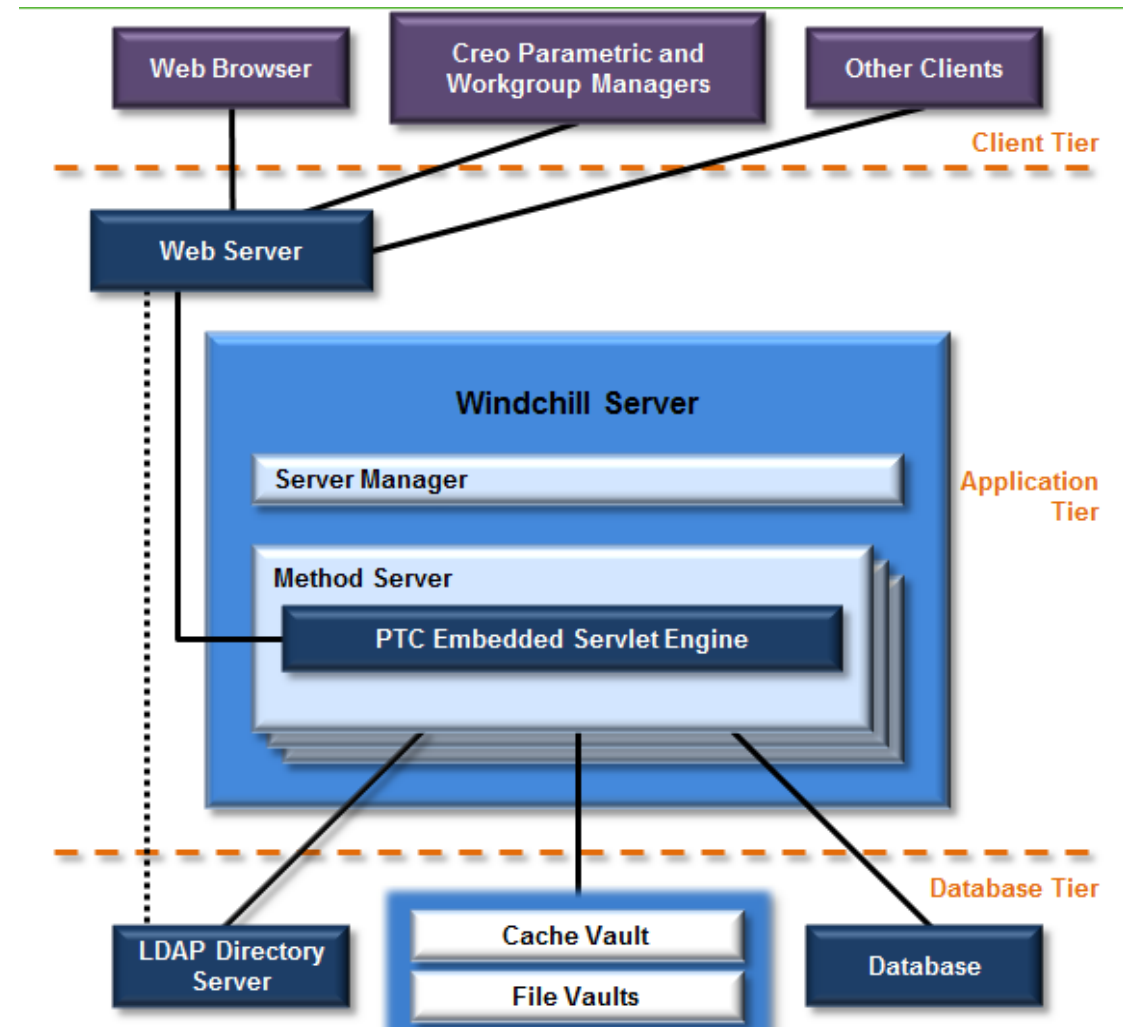 Web Browser
Creo Parametric and
Workgroup Managers
Other Clients
Client Tier
Web Server
Windchill Server
Server Manager
Application
Tier
Method Server
PTC Embedded Servlet Engine
Database Tier
LDAP Directory
Server
Cache Vault
File Vaults
Database